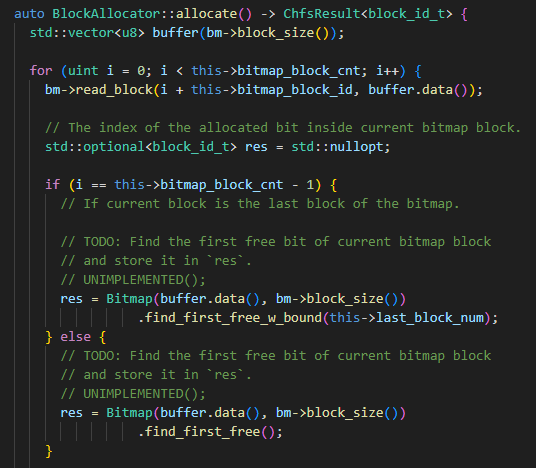 auto BlockAllocator::allocate() -> ChfsResult<block_id_t> {
  std::vector<u8> buffer(bm->block_size());

  for (uint i = 0; i < this->bitmap_block_cnt; i++) {
    bm->read_block(i + this->bitmap_block_id, buffer.data());

    // The index of the allocated bit inside current bitmap block.
    std::optional<block_id_t> res = std::nullopt;

    if (i == this->bitmap_block_cnt - 1) {
      // If current block is the last block of the bitmap.

      // TODO: Find the first free bit of current bitmap block
      // and store it in `res`.
      // UNIMPLEMENTED();
      res = Bitmap(buffer.data(), bm->block_size())
                .find_first_free_w_bound(this->last_block_num);
    } else {
      // TODO: Find the first free bit of current bitmap block
      // and store it in `res`.
      // UNIMPLEMENTED();
      res = Bitmap(buffer.data(), bm->block_size())
                .find_first_free();
    }